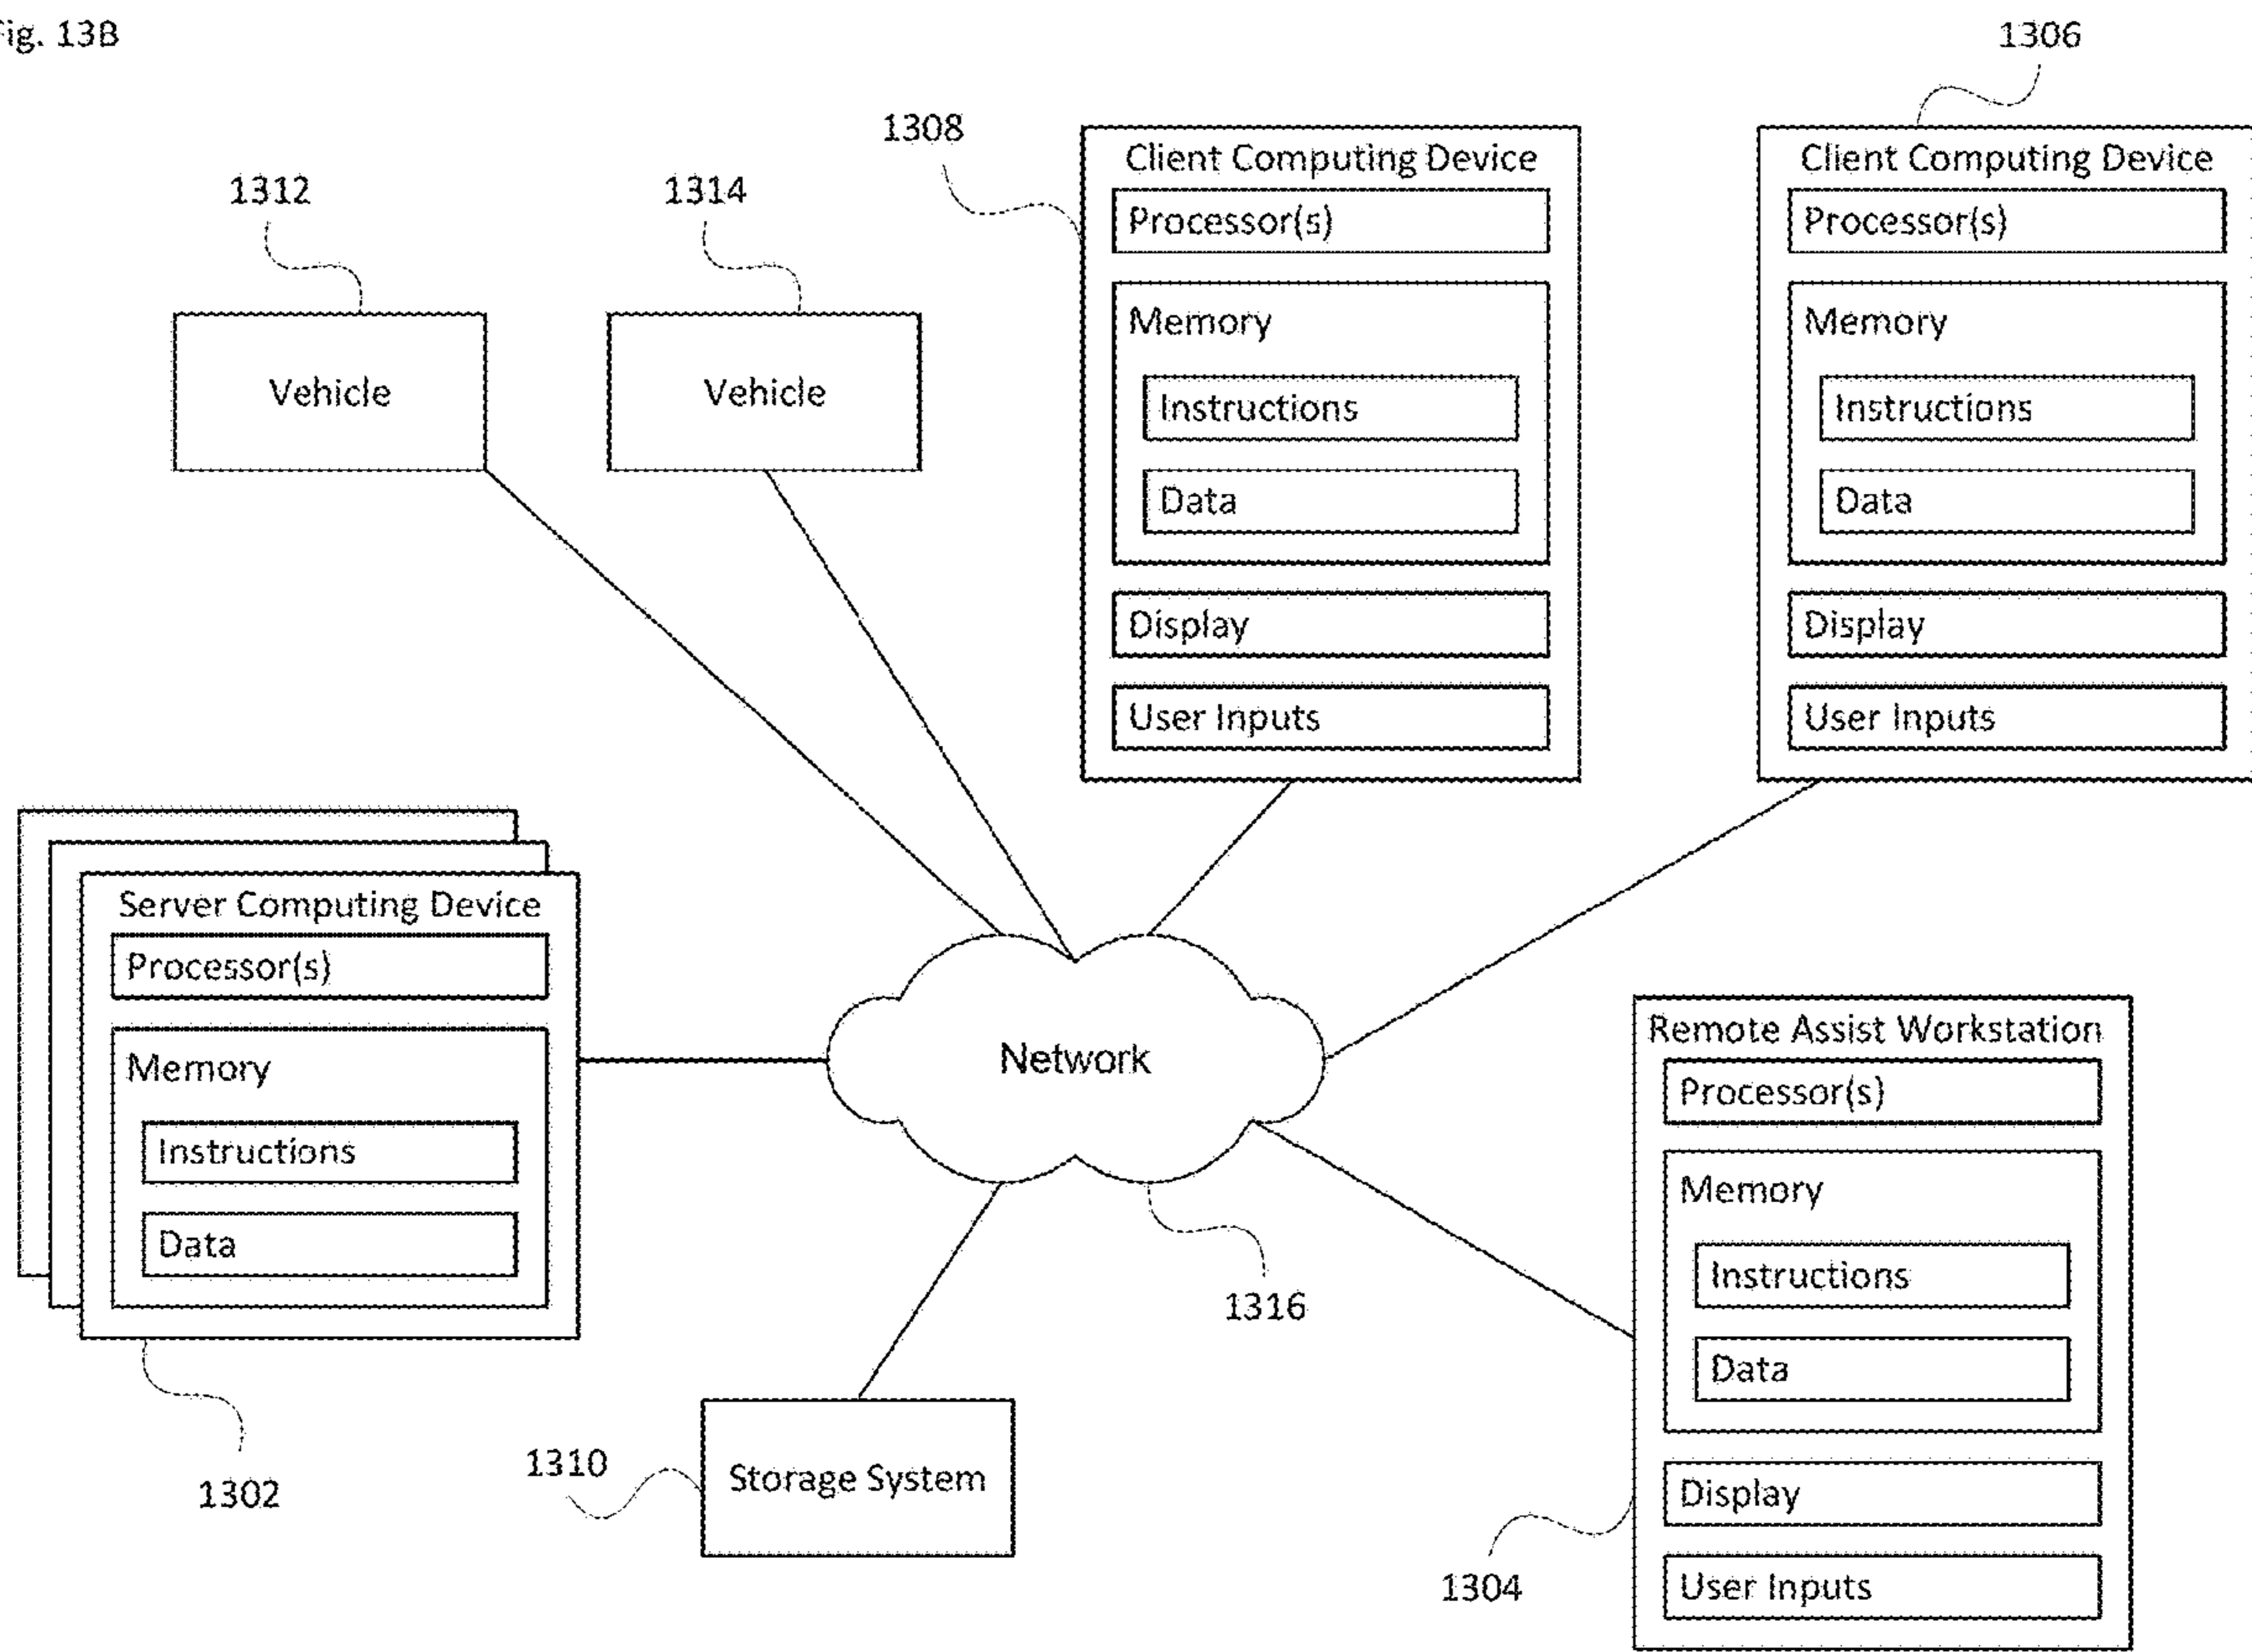 Fig. 13B
1306
1308
Client Computing Device
Processor(s)
Memory
Instructions
Data
Display
User Inputs
Client Computing Device
Processor(s)
Memory
Instructions
Data
Display
User Inputs
1312
1314
Vehicle
Vehicle
Server Computing Device
Processor(s)
Memory
Instructions
Data
1302
Network
1316
1310
Storage System
Remote Assist Workstation
Processor(s)
Memory
Instructions
Data
Display
User Inputs
1304